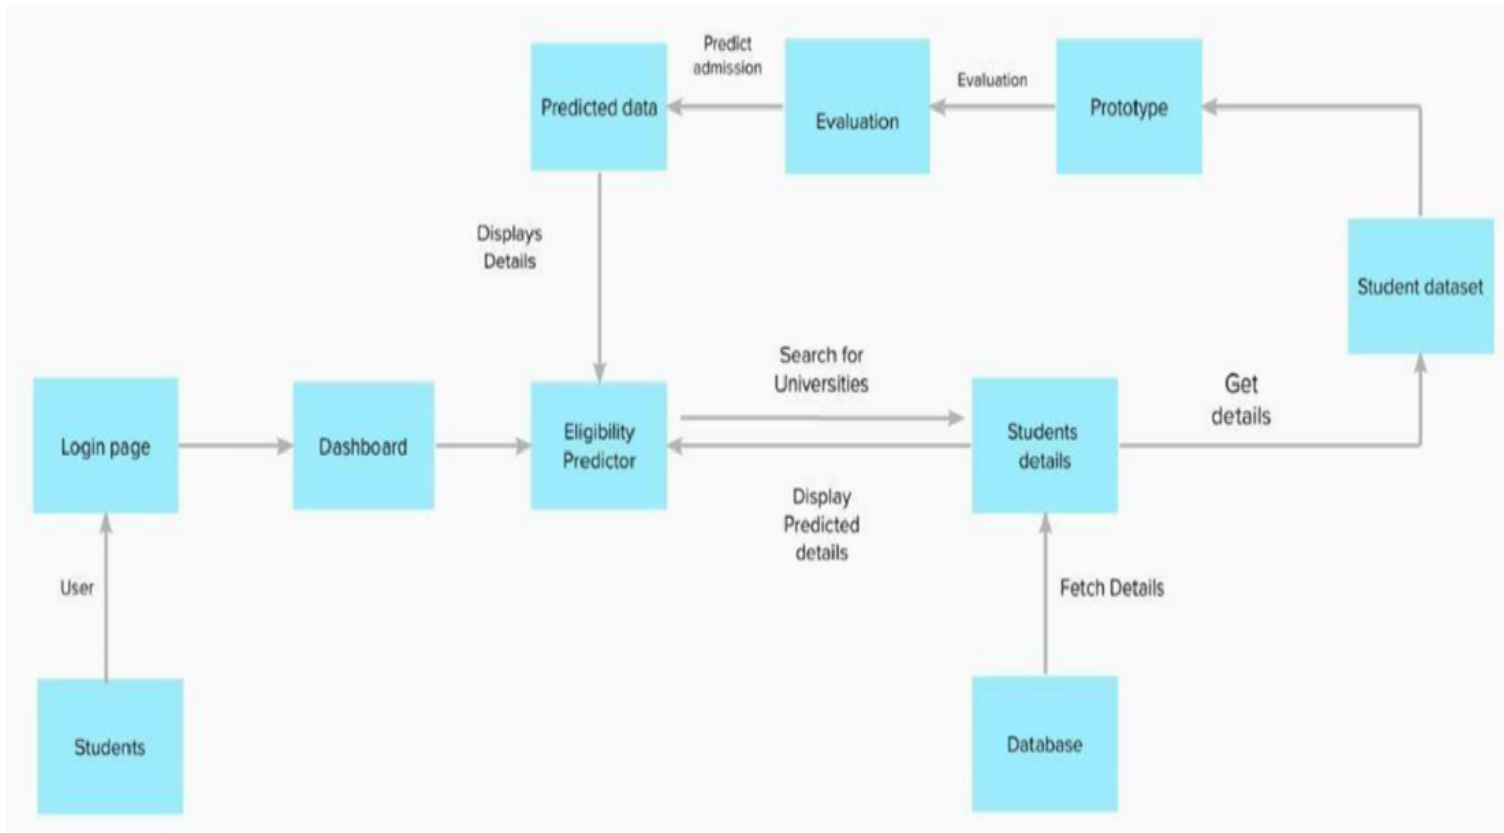 Predict
admission
Evaluation
Predicted data
Evaluation
Prototype
Displays
Details
Student dataset
Search for
Universities
Get
details
Login page
Dashboard
Eligibility
Predictor
Students
details
Display
Predicted
details
User
Fetch Details
Students
Database